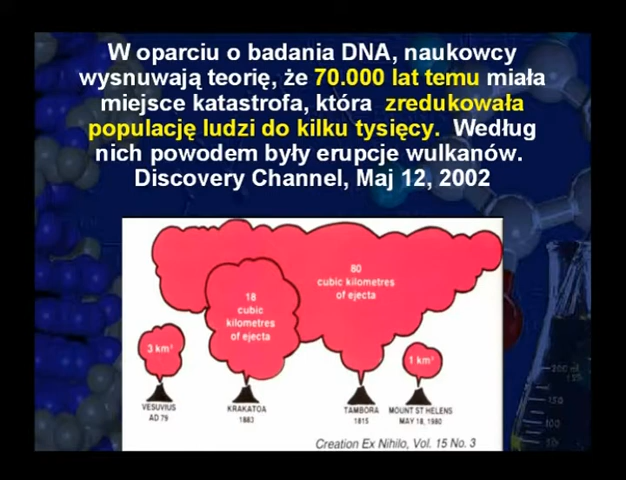 W oparciu o badania DNA, naukowcy
wysnuwają teorię, że 70.000 lat temu miała
miejsce katastrofa, która zredukowała
populację ludzi do kilku tysięcy. Według
nich powodem były erupcje wulkanów.
Discovery Channel, Maj 12, 2002
80
cubic kilometres
of ejecta
18
cubic
kilometres
of ejecta
3 km³
1 km³
VESUVIUS
AD 79
KRAKATOA
1883
TAMBORA
1815
MOUNT ST HELENS
MAY 18, 1980
Creation Ex Nihilo, Vol. 15 No. 3
150
100